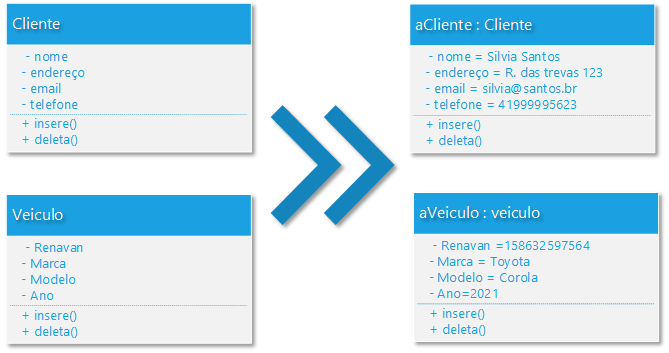 Cliente
- nome
- endereço
- email
- telefone
+ insere()
+ deleta()
aCliente : Cliente
- nome = Silvia Santos
- endereço = R. das trevas 123
- email = silvia@santos.br
- telefone = 41999995623
+ insere()
+ deleta()
Veiculo
- Renavan
- Marca
- Modelo
- Ano
+ insere()
+ deleta()
aVeiculo : veiculo
- Renavan =158632597564
- Marca = Toyota
- Modelo = Corola
- Ano=2021
+ insere()
+ deleta()